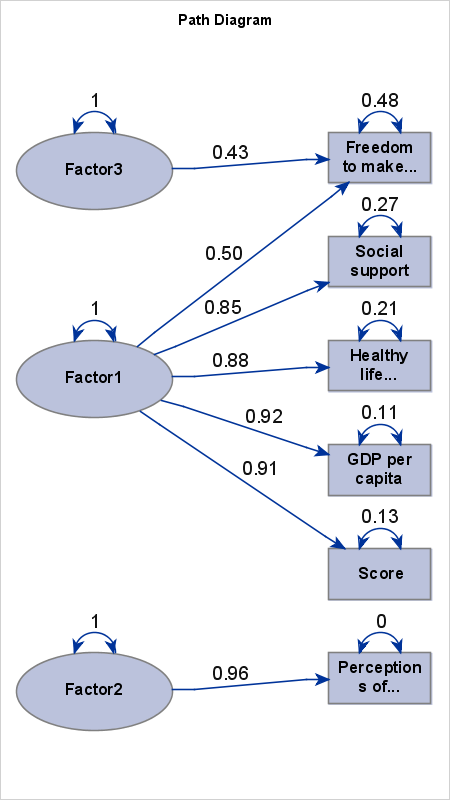 Path Diagram
1
0.48
Factor3
0.43
Freedom
to make...
0.27
0.50
Social
support
1
0.85
0.21
Factor1
0.88
Healthy
life...
0.92
0.11
GDP per
capita
0.91
0.13
Score
1
0
Factor2
0.96
Perception
s of...